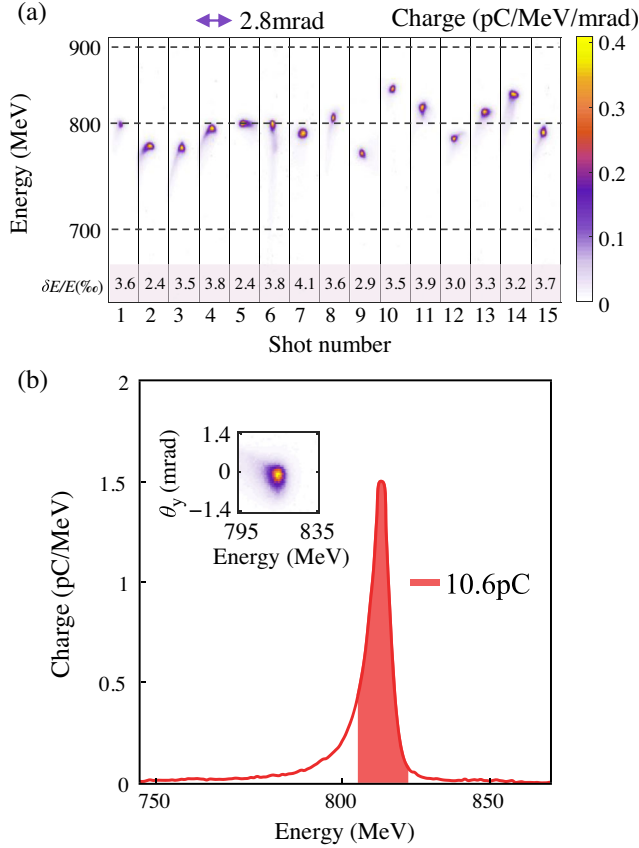 (a)
2.8mrad
Charge (pC/MeV/mrad)
Energy (MeV)
900
800
700
0.4
0.3
0.2
0.1
0
δE/E(‰)
3.6 2.4 3.5 3.8 2.4 3.8 4.1 3.6 2.9 3.5 3.9 3.0 3.3 3.2 3.7
1 2 3 4 5 6 7 8 9 10 11 12 13 14 15
Shot number
(b)
Charge (pC/MeV)
2
1.5
1
0.5
0
θ_y (mrad)
1.4
0
−1.4
795 835
Energy (MeV)
10.6pC
750 800 850
Energy (MeV)